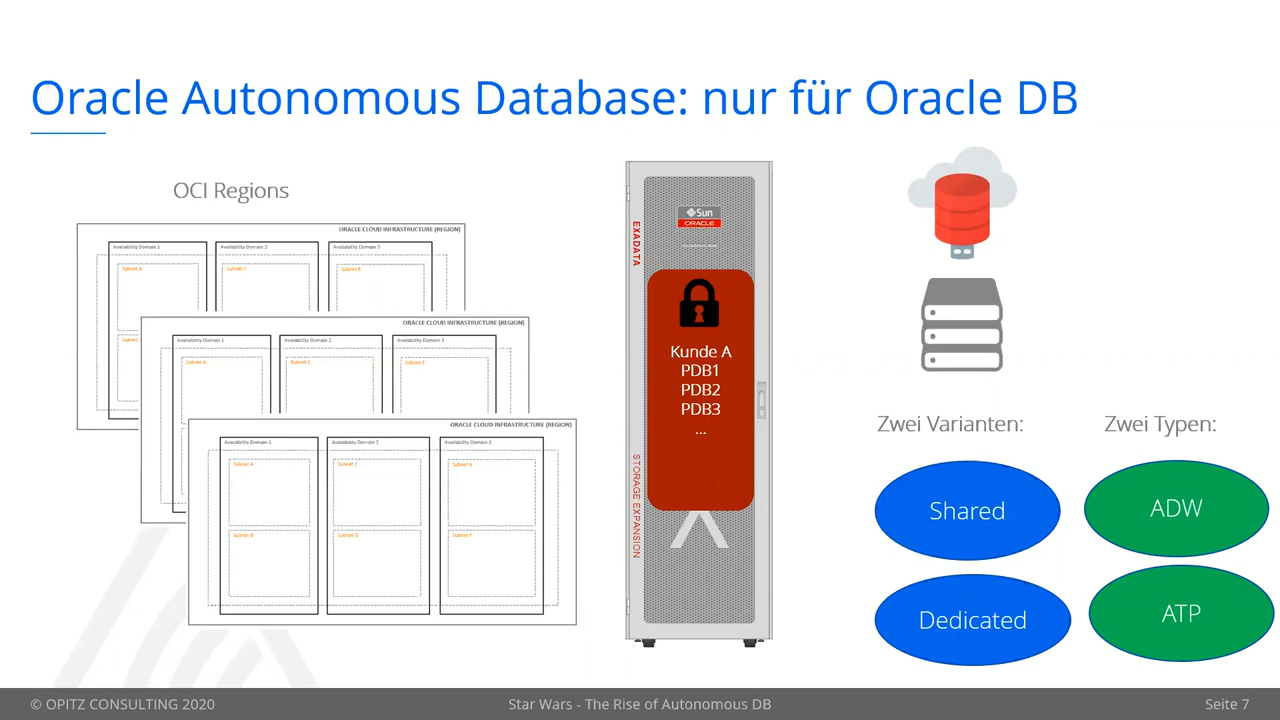 Oracle Autonomous Database: nur für Oracle DB
OCI Regions
ORACLE CLOUD INFRASTRUCTURE (REGION)
Availability Domain 1
Availability Domain 2
Availability Domain 3
Subnet A
Subnet C
Subnet E
Subnet
ORACLE CLOUD INFRASTRUCTURE (REGION)
Availability Domain 1
Availability Domain 2
Availability Domain 3
Subnet A
Subnet C
Subnet E
ORACLE CLOUD INFRASTRUCTURE (REGION)
Availability Domain 1
Availability Domain 2
Availability Domain 3
Subnet A
Subnet C
Subnet E
Subnet B
Subnet D
Subnet F
Sun
ORACLE
EXADATA
Kunde A
PDB1
PDB2
PDB3
...
STORAGE EXPANSION
Zwei Varianten:
Shared
Dedicated
Zwei Typen:
ADW
ATP
© OPITZ CONSULTING 2020
Star Wars - The Rise of Autonomous DB
Seite 7